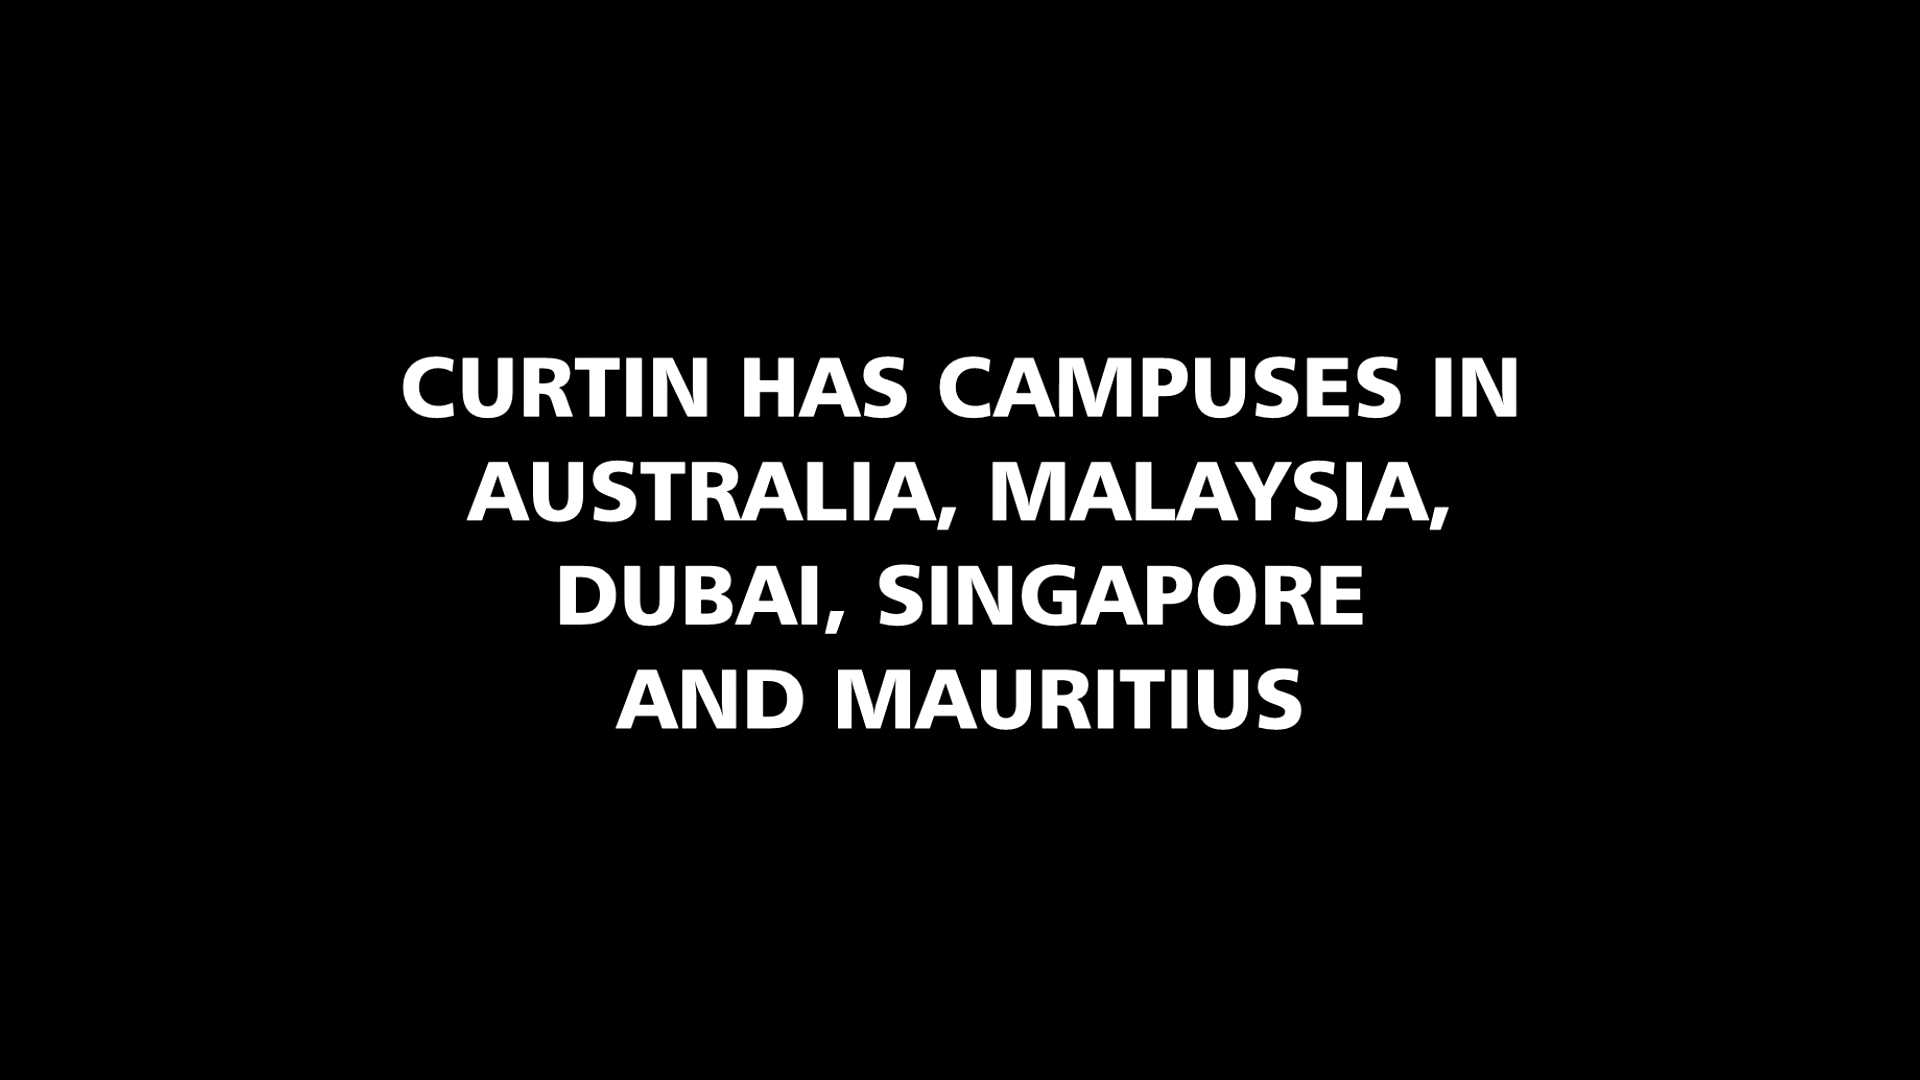 CURTIN HAS CAMPUSES IN
AUSTRALIA, MALAYSIA,
DUBAI, SINGAPORE
AND MAURITIUS